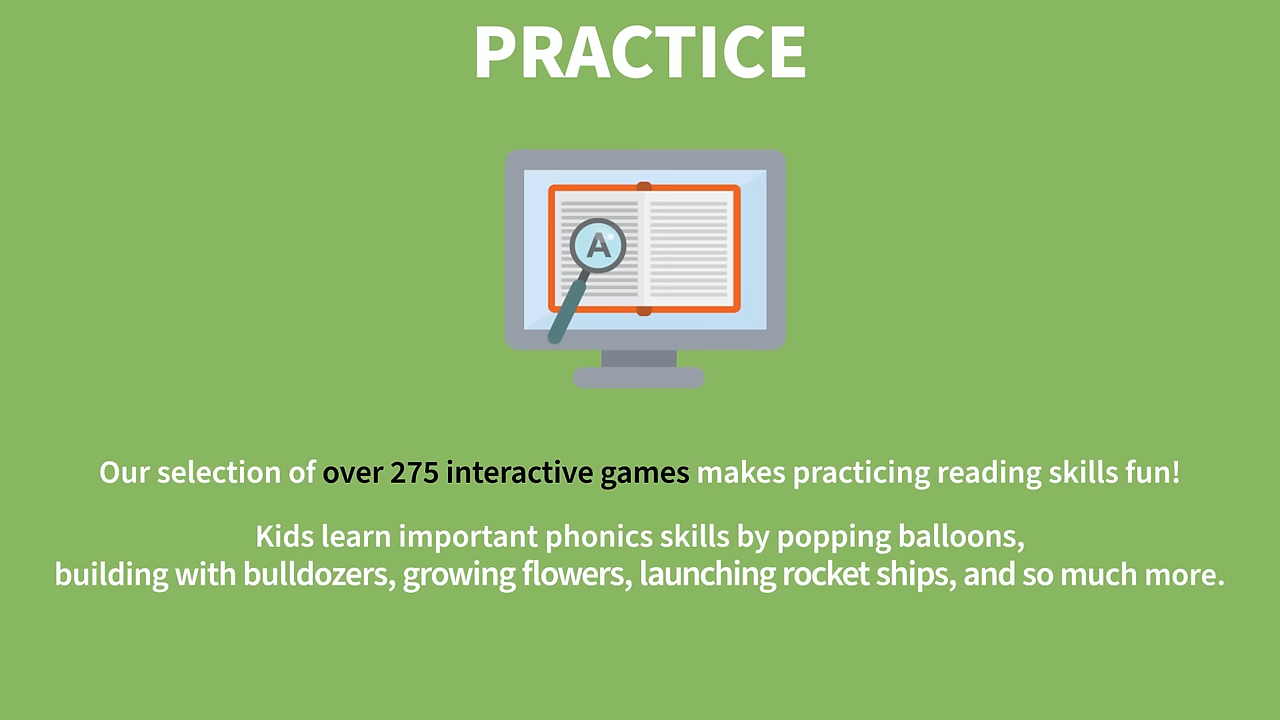 PRACTICE
A
Our selection of over 275 interactive games makes practicing reading skills fun!
Kids learn important phonics skills by popping balloons,
building with bulldozers, growing flowers, launching rocket ships, and so much more.